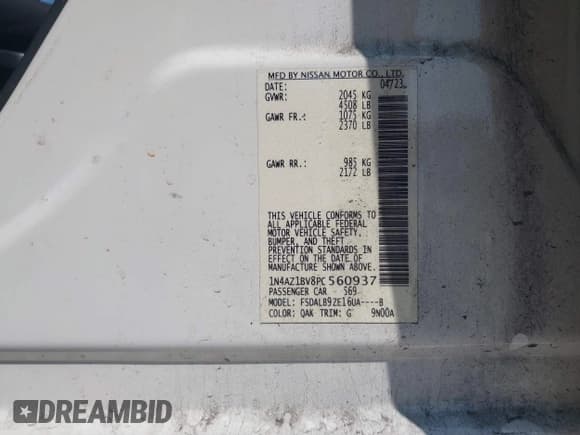 MFD BY NISSAN MOTOR CO., LTD.
DATE: 04/23
GVWR: 2045 KG
4508 LB
GAWR FR.: 1075 KG
2370 LB
GAWR RR.: 985 KG
2172 LB
THIS VEHICLE CONFORMS TO
ALL APPLICABLE FEDERAL
MOTOR VEHICLE SAFETY,
BUMPER, AND THEFT
PREVENTION STANDARDS IN
EFFECT ON THE DATE OF
MANUFACTURE SHOWN ABOVE.
1N4AZ1BV8PC560937
PASSENGER CAR 569
MODEL: FSDALB9ZE16UA----B
COLOR: QAK TRIM: G 9N00A
DREAMBID